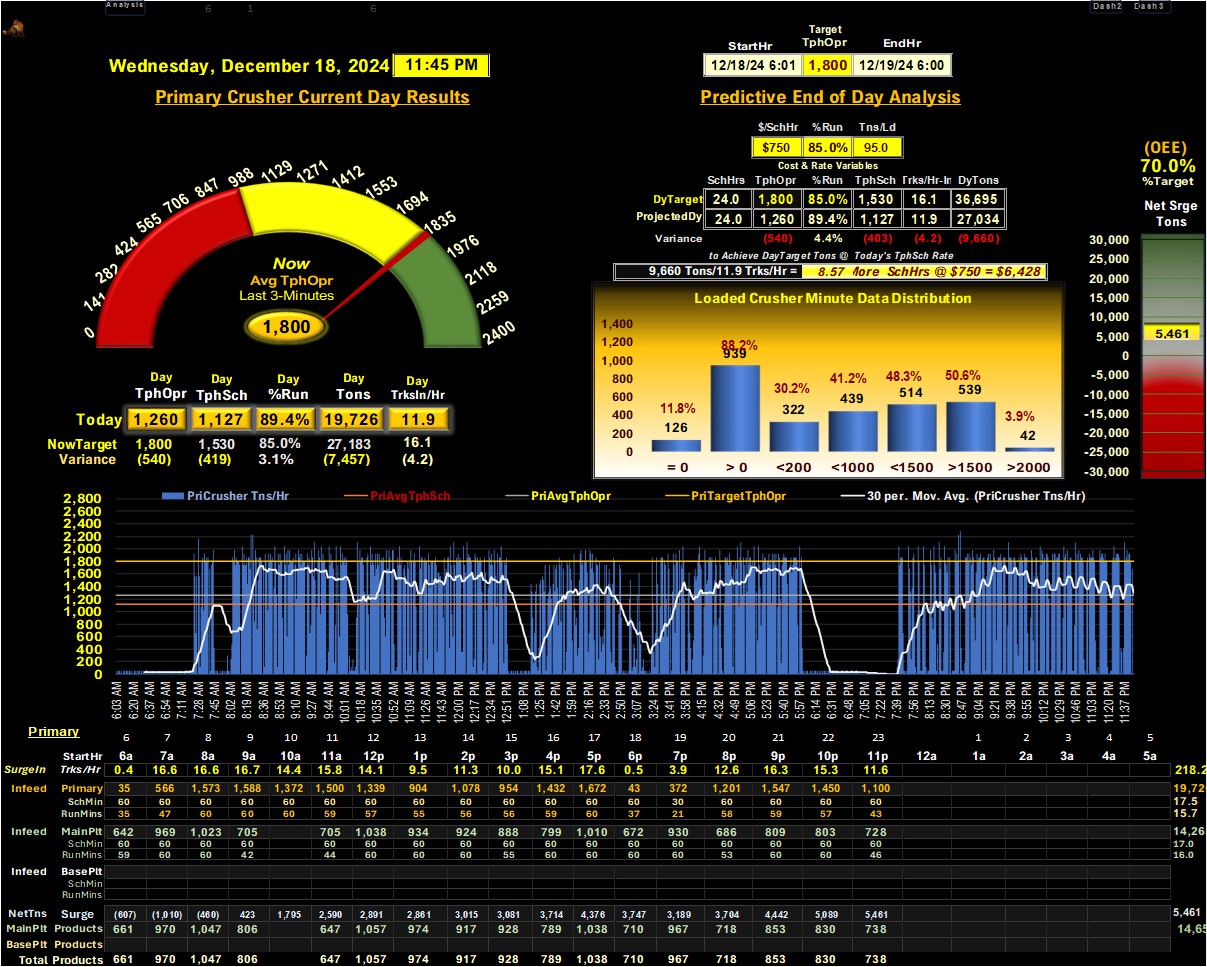 Analysis 6 1 6 Dash2 Dash3
Target
StartHr TphOpr EndHr
Wednesday, December 18, 2024 11:45 PM 12/18/24 6:01 1,800 12/19/24 6:00
Primary Crusher Current Day Results Predictive End of Day Analysis
$/SchHr %Run Tns/Ld
$750 85.0% 95.0
Cost & Rate Variables
SchHrs TphOpr %Run TphSch Trks/Hr-In DyTons
DyTarget 24.0 1,800 85.0% 1,530 16.1 36,695
ProjectedDy 24.0 1,260 89.4% 1,127 11.9 27,034
Variance (540) 4.4% (403) (4.2) (9,660)
to Achieve DayTarget Tons @ Today's TphSch Rate
9,660 Tons/11.9 Trks/Hr = 8.57 More SchHrs @ $750 = $6,428
(OEE)
70.0%
%Target
Net Srge
Tons
30,000
25,000
20,000
15,000
10,000
5,000
0
-5,000
-10,000
-15,000
-20,000
-25,000
-30,000
5,461
0 141 282 424 565 706 847 988 1129 1271 1412 1553 1694 1835 1976 2118 2259 2400
Now
Avg TphOpr
Last 3-Minutes
1,800
Loaded Crusher Minute Data Distribution
1,400
1,200
1,000
800
600
400
200
0
11.8% 88.2% 30.2% 41.2% 48.3% 50.6% 3.9%
126 939 322 439 514 539 42
= 0 > 0 <200 <1000 <1500 >1500 >2000
Day Day Day Day Day
TphOpr TphSch %Run Tons TrksIn/Hr
Today 1,260 1,127 89.4% 19,726 11.9
NowTarget 1,800 1,530 85.0% 27,183 16.1
Variance (540) (419) 3.1% (7,457) (4.2)
PriCrusher Tns/Hr PriAvgTphSch PriAvgTphOpr PriTargetTphOpr 30 per. Mov. Avg. (PriCrusher Tns/Hr)
2,800
2,600
2,400
2,200
2,000
1,800
1,600
1,400
1,200
1,000
800
600
400
200
0
6:03 AM 6:20 AM 6:37 AM 6:54 AM 7:11 AM 7:28 AM 7:45 AM 8:02 AM 8:19 AM 8:36 AM 8:53 AM 9:10 AM 9:27 AM 9:44 AM 10:01 AM 10:18 AM 10:35 AM 10:52 AM 11:09 AM 11:26 AM 11:43 AM 12:00 PM 12:17 PM 12:34 PM 12:51 PM 1:08 PM 1:25 PM 1:42 PM 1:59 PM 2:16 PM 2:33 PM 2:50 PM 3:07 PM 3:24 PM 3:41 PM 3:58 PM 4:15 PM 4:32 PM 4:49 PM 5:06 PM 5:23 PM 5:40 PM 5:57 PM 6:14 PM 6:31 PM 6:48 PM 7:05 PM 7:22 PM 7:39 PM 7:56 PM 8:13 PM 8:30 PM 8:47 PM 9:04 PM 9:21 PM 9:38 PM 9:55 PM 10:12 PM 10:29 PM 10:46 PM 11:03 PM 11:20 PM 11:37 PM
Primary 6 7 8 9 10 11 12 13 14 15 16 17 18 19 20 21 22 23 1 2 3 4 5
StartHr 6a 7a 8a 9a 10a 11a 12p 1p 2p 3p 4p 5p 6p 7p 8p 9p 10p 11p 12a 1a 2a 3a 4a 5a
SurgeIn Trks/Hr 0.4 16.6 16.6 16.7 14.4 15.8 14.1 9.5 11.3 10.0 15.1 17.6 0.5 3.9 12.6 16.3 15.3 11.6 218.2
Infeed Primary 35 566 1,573 1,588 1,372 1,500 1,339 904 1,078 954 1,432 1,672 43 372 1,201 1,547 1,450 1,100 19,72
SchMin 60 60 60 60 60 60 60 60 60 60 60 60 60 30 60 60 60 60 17.5
RunMins 35 47 60 60 60 59 57 55 56 56 59 60 37 21 58 59 57 43 15.7
Infeed MainPlt 642 969 1,023 705 705 1,038 934 924 888 799 1,010 672 930 686 809 803 728 14,26
SchMin 60 60 60 60 60 60 60 60 60 60 60 60 60 60 60 60 60 17.0
RunMins 59 60 60 42 44 60 60 60 55 60 60 60 60 53 60 60 46 16.0
Infeed BasePlt
SchMin
RunMins
NetTns Surge (607) (1,010) (460) 423 1,795 2,590 2,891 2,861 3,015 3,081 3,714 4,376 3,747 3,189 3,704 4,442 5,089 5,461 5,461
MainPlt Products 661 970 1,047 806 647 1,057 974 917 928 789 1,038 710 967 718 853 830 738 14,65
BasePlt Products
Total Products 661 970 1,047 806 647 1,057 974 917 928 789 1,038 710 967 718 853 830 738